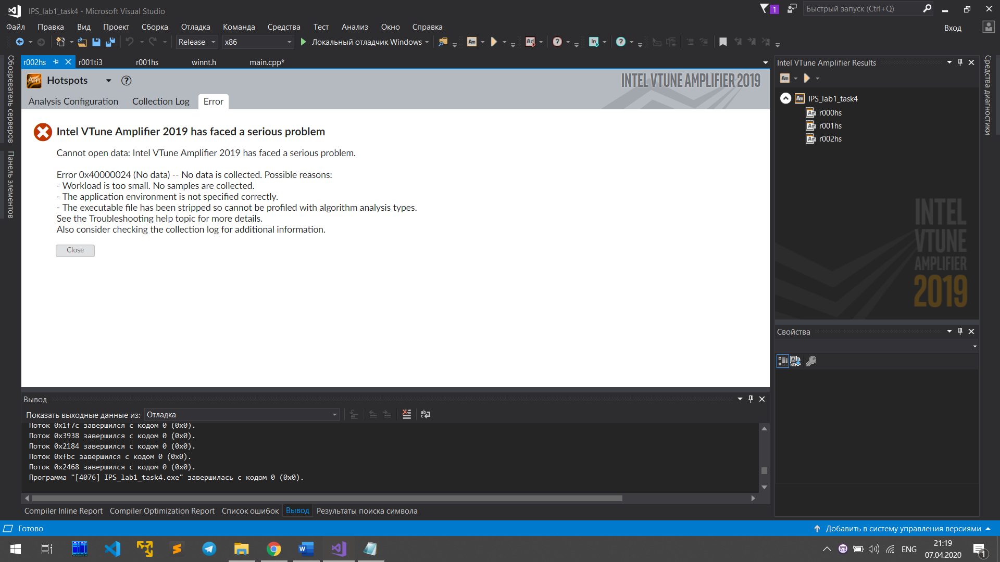 IPS_lab1_task4 - Microsoft Visual Studio
1
Быстрый запуск (Ctrl+Q)
Файл Правка Вид Проект Сборка Отладка Команда Средства Тест Анализ Окно Справка
Вход
Release x86 Локальный отладчик Windows
Обозреватель серверов
Панель элементов
r002hs r001ti3 r001hs winnt.h main.cpp*
Am Hotspots ?
INTEL VTUNE AMPLIFIER 2019
Analysis Configuration Collection Log Error
Intel VTune Amplifier 2019 has faced a serious problem
Cannot open data: Intel VTune Amplifier 2019 has faced a serious problem.
Error 0x40000024 (No data) -- No data is collected. Possible reasons:
- Workload is too small. No samples are collected.
- The application environment is not specified correctly.
- The executable file has been stripped so cannot be profiled with algorithm analysis types.
See the Troubleshooting help topic for more details.
Also consider checking the collection log for additional information.
Close
Intel VTune Amplifier Results
IPS_lab1_task4
r000hs
r001hs
r002hs
INTEL
VTUNE
AMPLIFIER
2019
Средства диагностики
Свойства
Вывод
Показать выходные данные из: Отладка
Поток 0x1f7c завершился с кодом 0 (0x0).
Поток 0x3938 завершился с кодом 0 (0x0).
Поток 0x2184 завершился с кодом 0 (0x0).
Поток 0xfbc завершился с кодом 0 (0x0).
Поток 0x2468 завершился с кодом 0 (0x0).
Программа "[4076] IPS_lab1_task4.exe" завершилась с кодом 0 (0x0).
Compiler Inline Report Compiler Optimization Report Список ошибок Вывод Результаты поиска символа
Готово
Добавить в систему управления версиями
ENG
21:19
07.04.2020
1